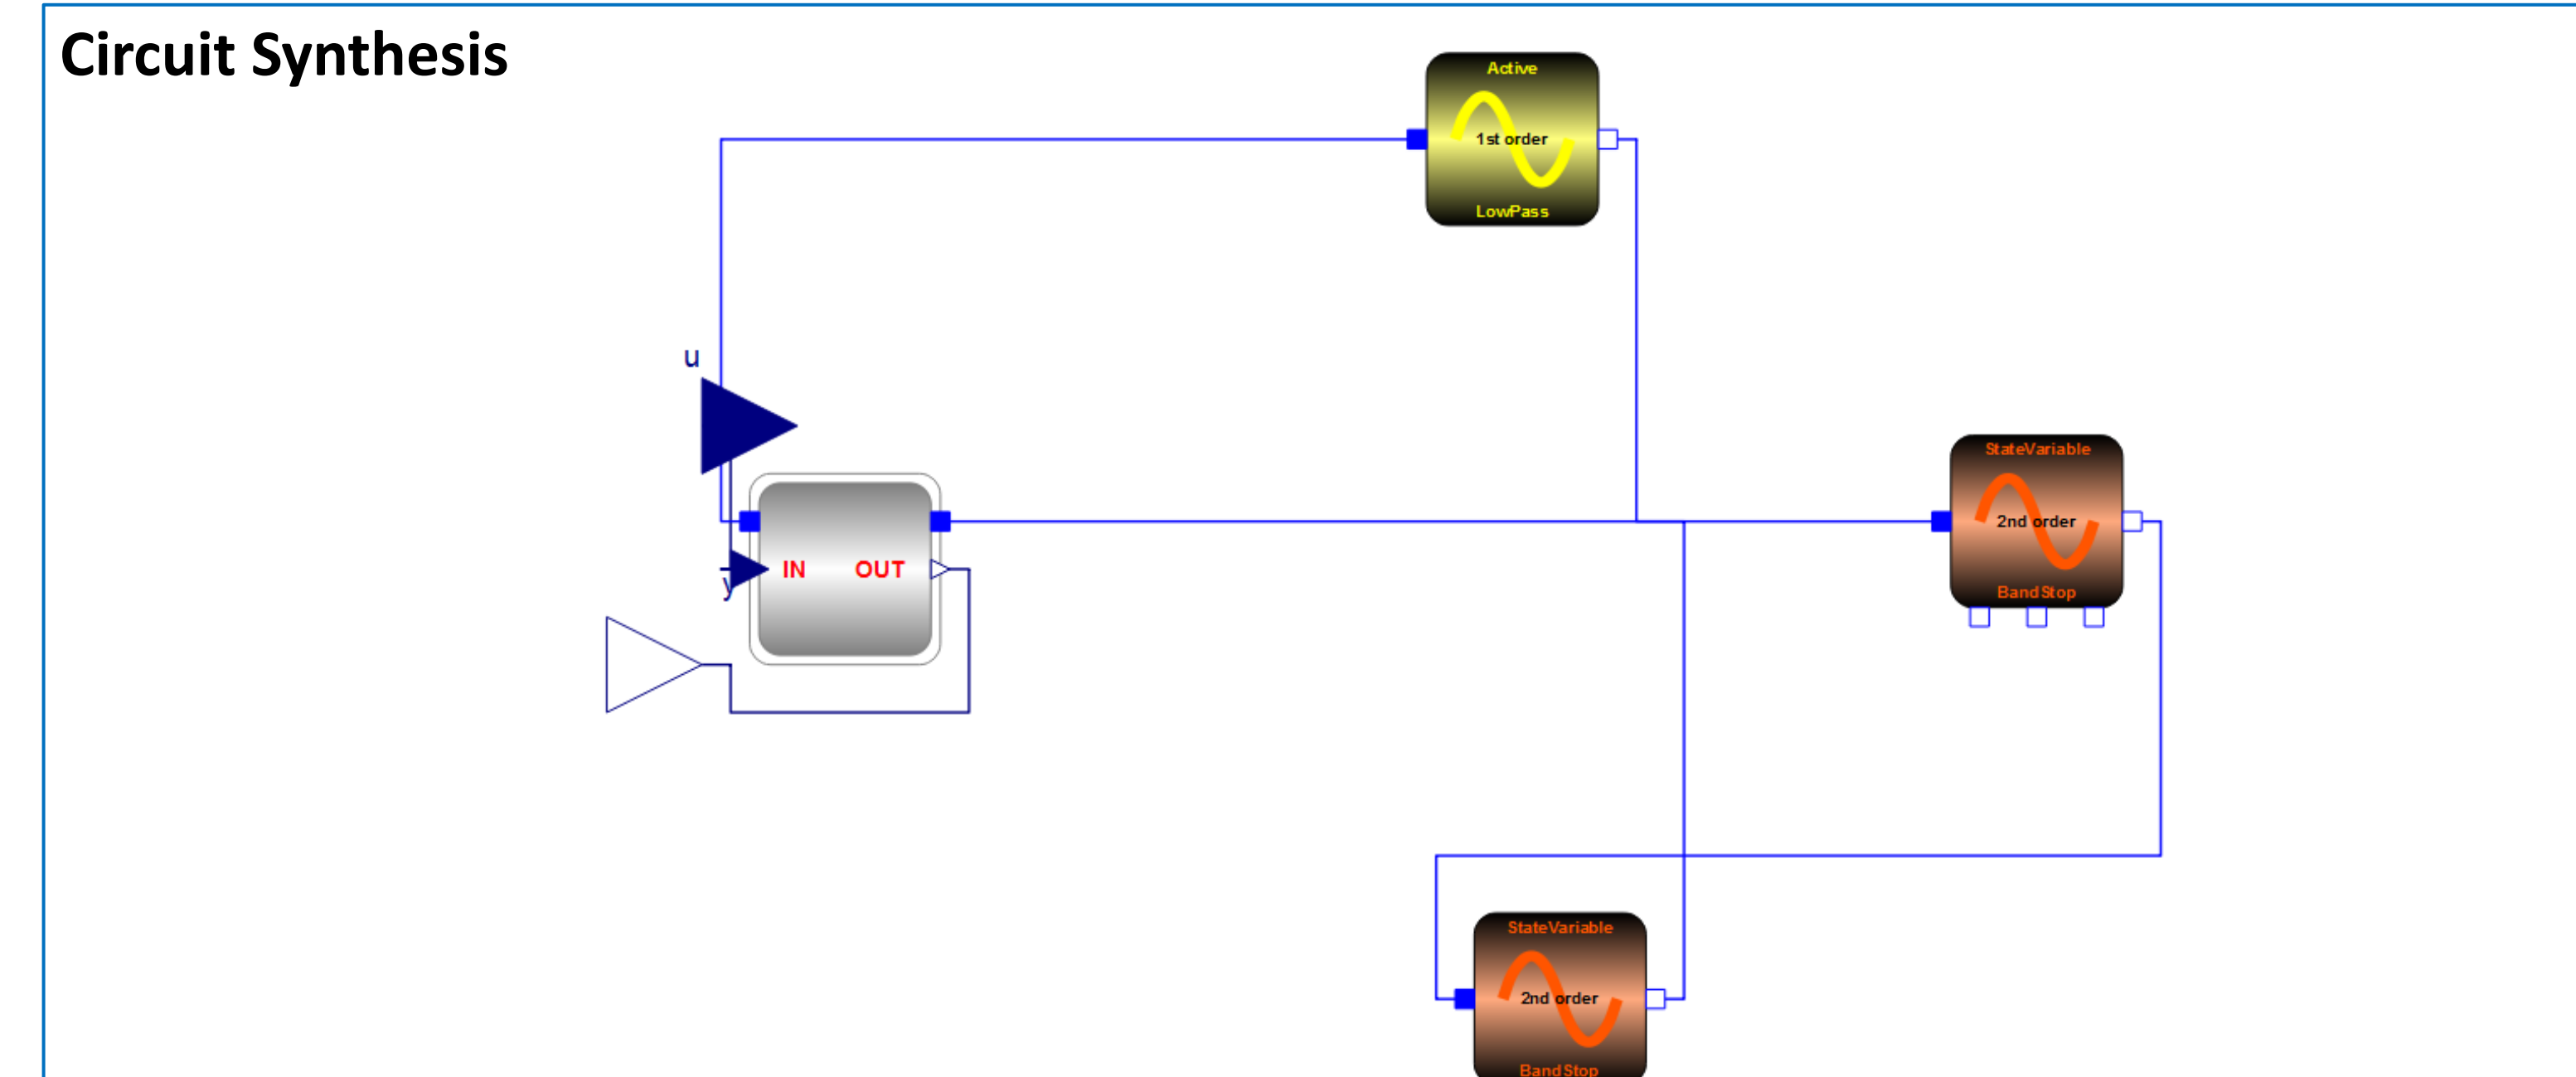 Circuit Synthesis
Active
1st order
LowPass
u
StateVariable
2nd order
BandStop
IN OUT
y
StateVariable
2nd order
BandStop